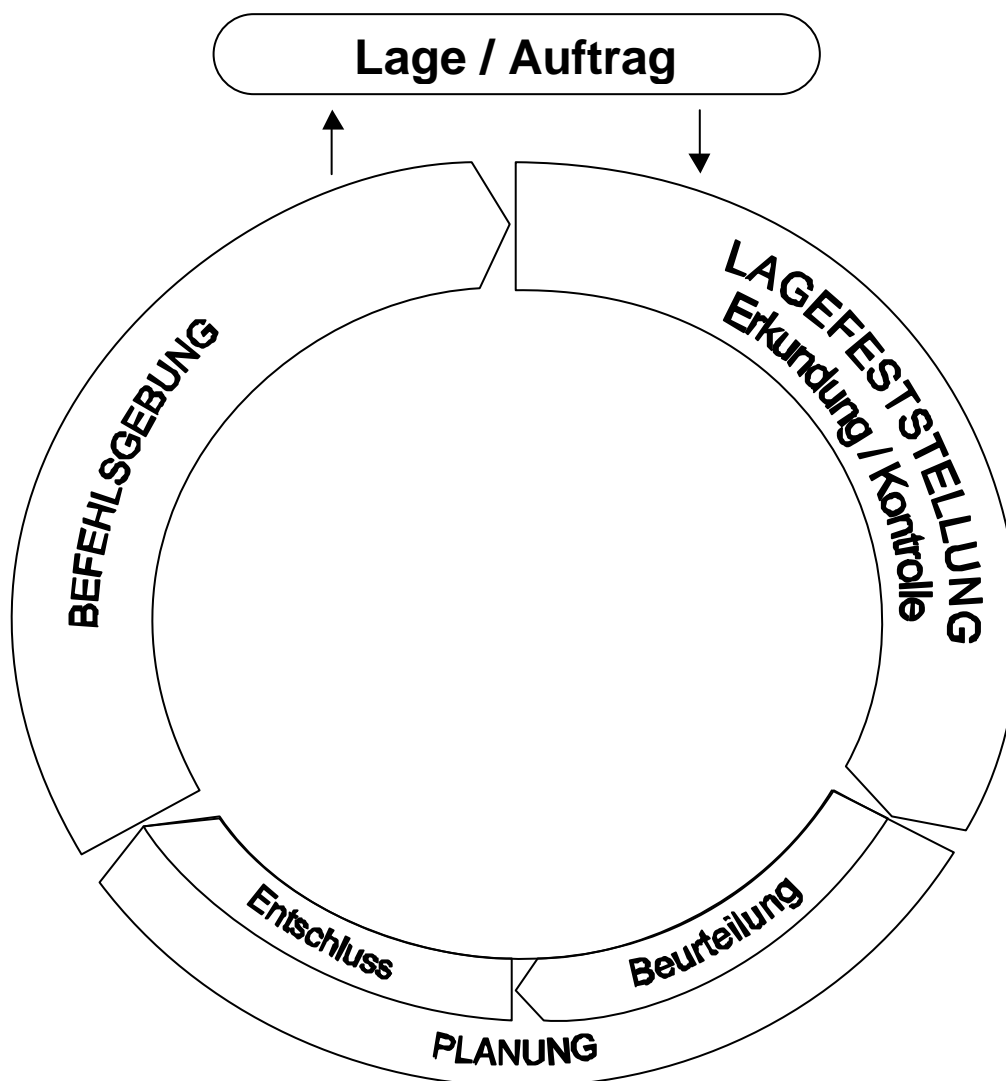 Lage / Auftrag
LAGEFESTSTELLUNG
Erkundung / Kontrolle
BEFEHLSGEBUNG
Entschluss
Beurteilung
PLANUNG